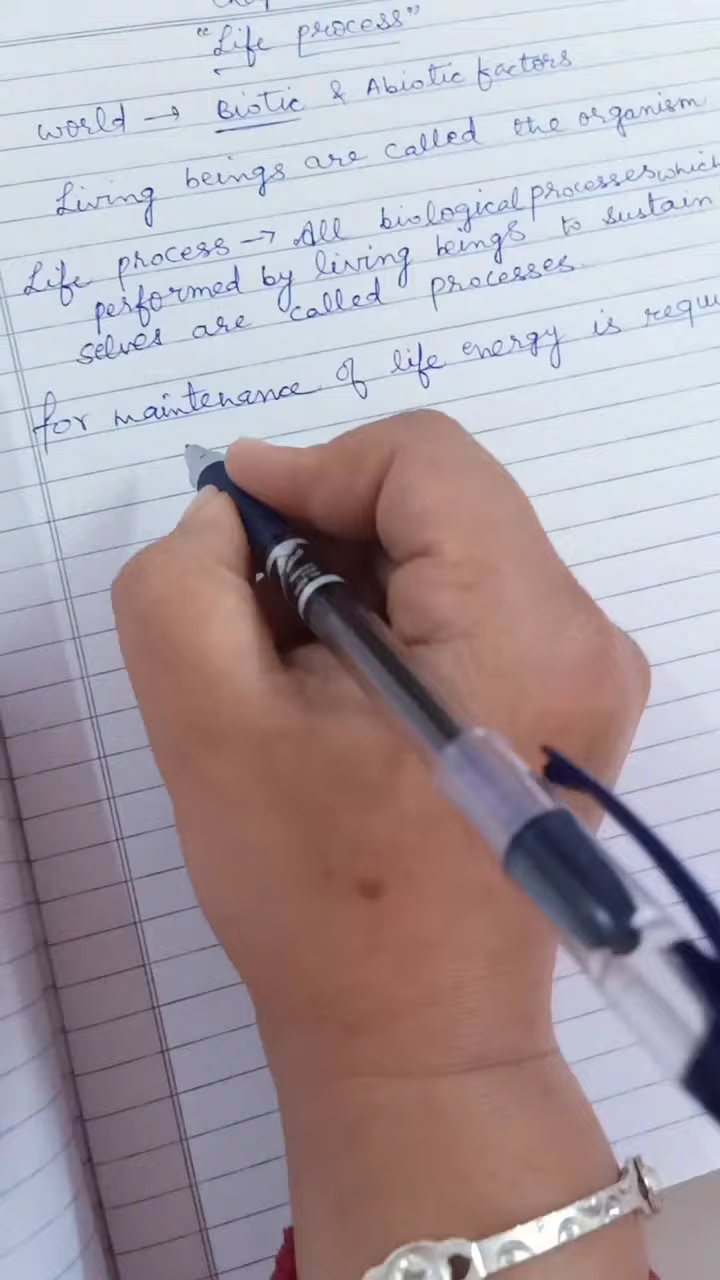 "Life process"
world → Biotic & Abiotic factors
Living beings are called the organism
Life process → All biological processes which
performed by living beings to sustain
selves are called processes.
for maintenance of life energy is requ